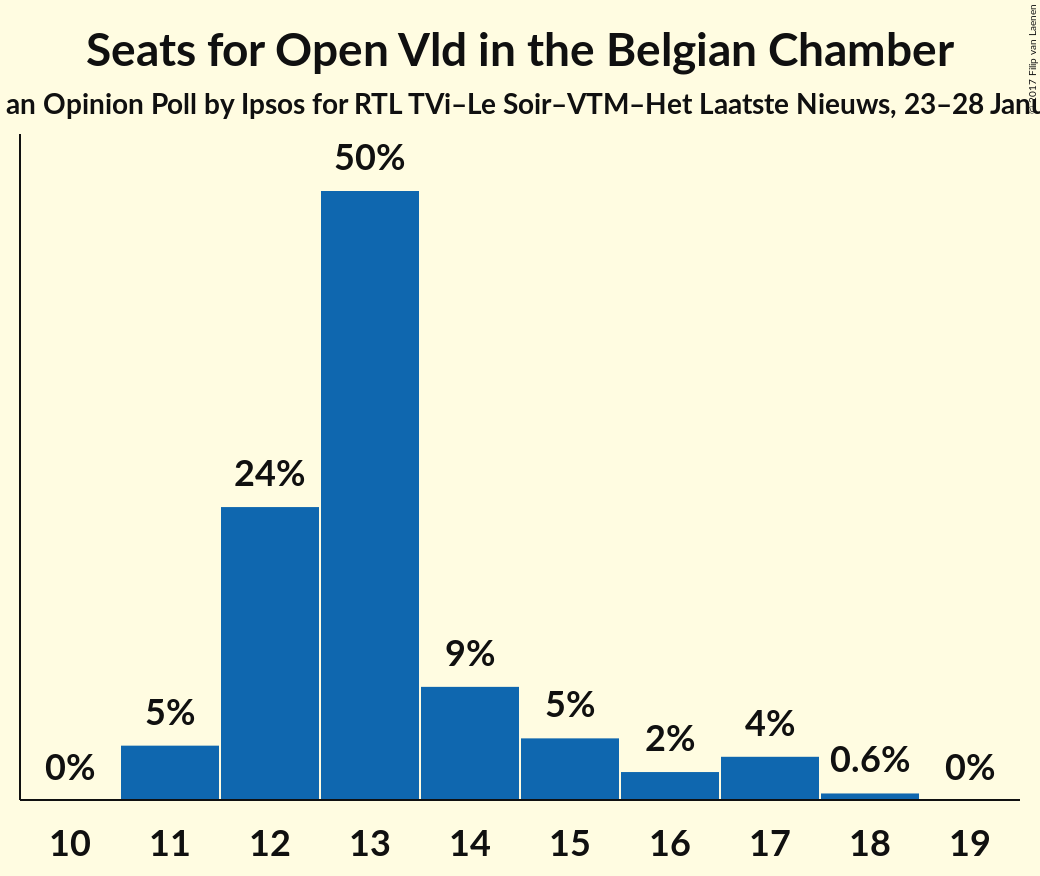 Seats for Open Vld in the Belgian Chamber
an Opinion Poll by Ipsos for RTL TVi–Le Soir–VTM–Het Laatste Nieuws, 23–28 Janu
© 2017 Filip van Laenen
50%
24%
9%
5%
5%
4%
2%
0.6%
0%
0%
10 11 12 13 14 15 16 17 18 19